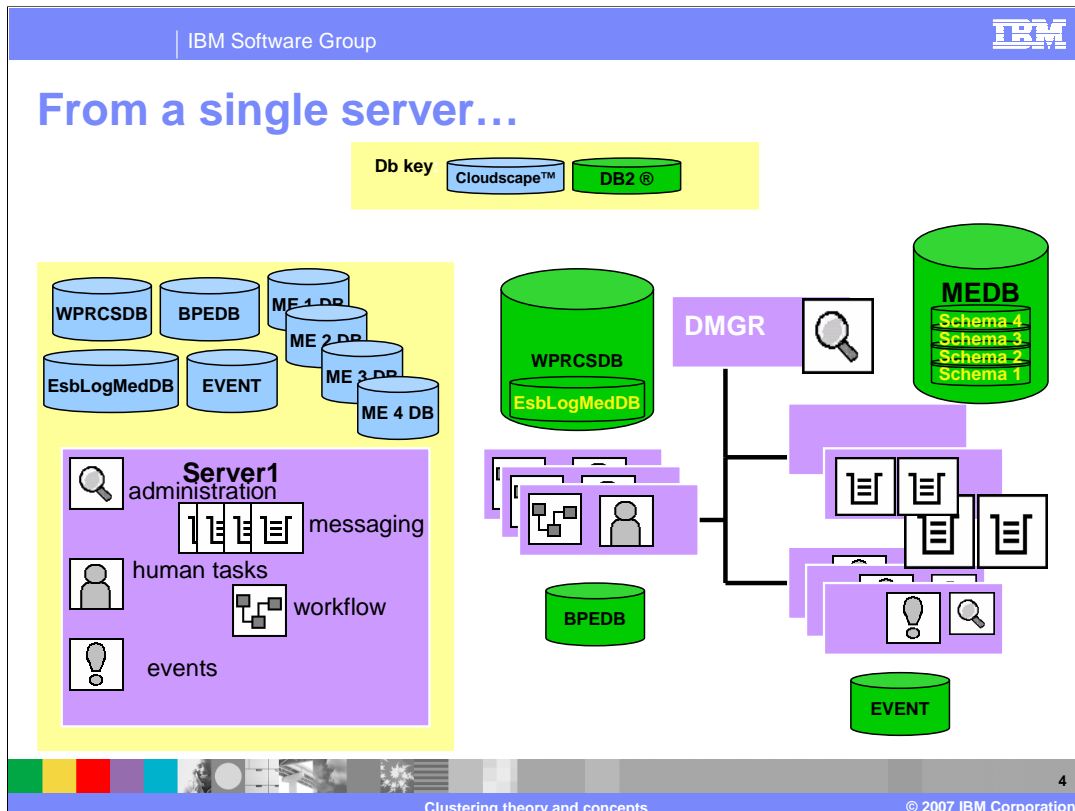 IBM Software Group
IBM
From a single server…
Db key
Cloudscape™
DB2 ®
WPRCSDB
BPEDB
ME 1 DB
ME 2 DB
ME 3 DB
ME 4 DB
EsbLogMedDB
EVENT
Server1
administration
messaging
human tasks
workflow
events
WPRCSDB
EsbLogMedDB
DMGR
MEDB
Schema 4
Schema 3
Schema 2
Schema 1
BPEDB
EVENT
4
Clustering theory and concepts
© 2007 IBM Corporation